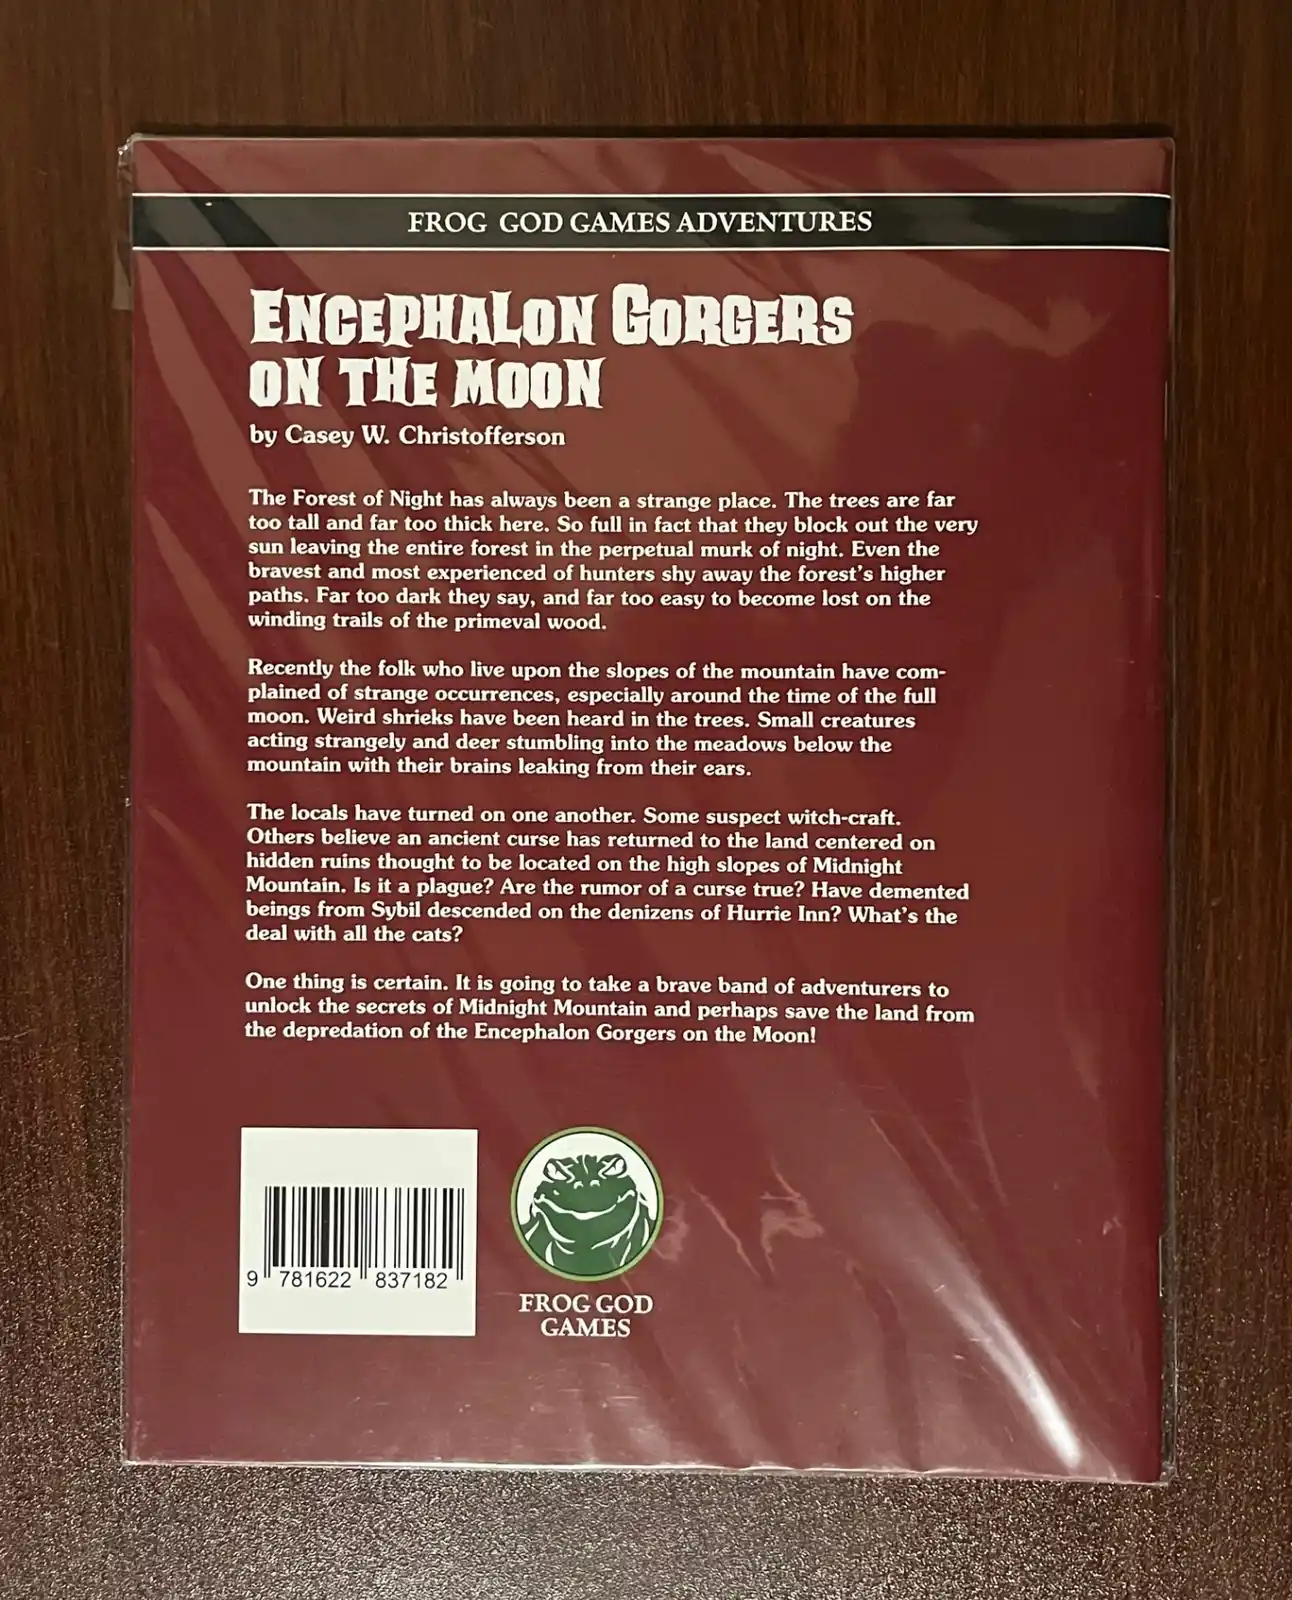 FROG GOD GAMES ADVENTURES
ENCEPHALON GORGERS
ON THE MOON
by Casey W. Christofferson
The Forest of Night has always been a strange place. The trees are far
too tall and far too thick here. So full in fact that they block out the very
sun leaving the entire forest in the perpetual murk of night. Even the
bravest and most experienced of hunters shy away the forest's higher
paths. Far too dark they say, and far too easy to become lost on the
winding trails of the primeval wood.
Recently the folk who live upon the slopes of the mountain have com-
plained of strange occurrences, especially around the time of the full
moon. Weird shrieks have been heard in the trees. Small creatures
acting strangely and deer stumbling into the meadows below the
mountain with their brains leaking from their ears.
The locals have turned on one another. Some suspect witch-craft.
Others believe an ancient curse has returned to the land centered on
hidden ruins thought to be located on the high slopes of Midnight
Mountain. Is it a plague? Are the rumor of a curse true? Have demented
beings from Sybil descended on the denizens of Hurrie Inn? What's the
deal with all the cats?
One thing is certain. It is going to take a brave band of adventurers to
unlock the secrets of Midnight Mountain and perhaps save the land from
the depredation of the Encephalon Gorgers on the Moon!
9 781622 837182
FROG GOD
GAMES